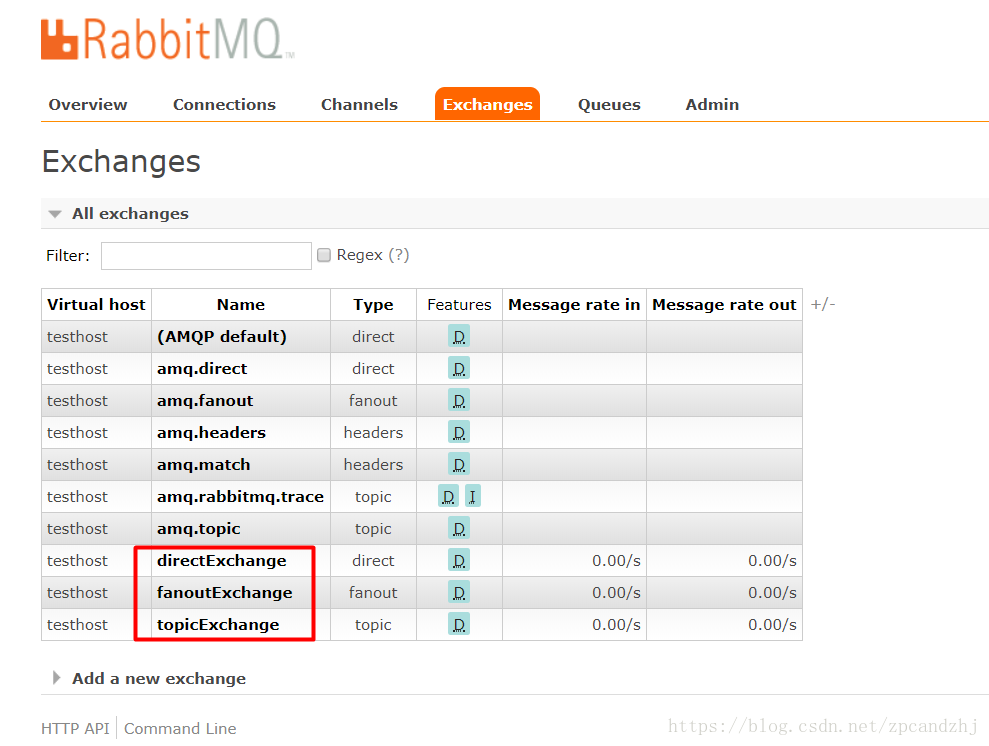 RabbitMQ™
Overview Connections Channels Exchanges Queues Admin
Exchanges
All exchanges
Filter: Regex (?)
Virtual host Name Type Features Message rate in Message rate out +/-
testhost (AMQP default) direct D
testhost amq.direct direct D
testhost amq.fanout fanout D
testhost amq.headers headers D
testhost amq.match headers D
testhost amq.rabbitmq.trace topic D I
testhost amq.topic topic D
testhost directExchange direct D 0.00/s 0.00/s
testhost fanoutExchange fanout D 0.00/s 0.00/s
testhost topicExchange topic D 0.00/s 0.00/s
Add a new exchange
HTTP API Command Line
https://blog.csdn.net/zpcandzhj